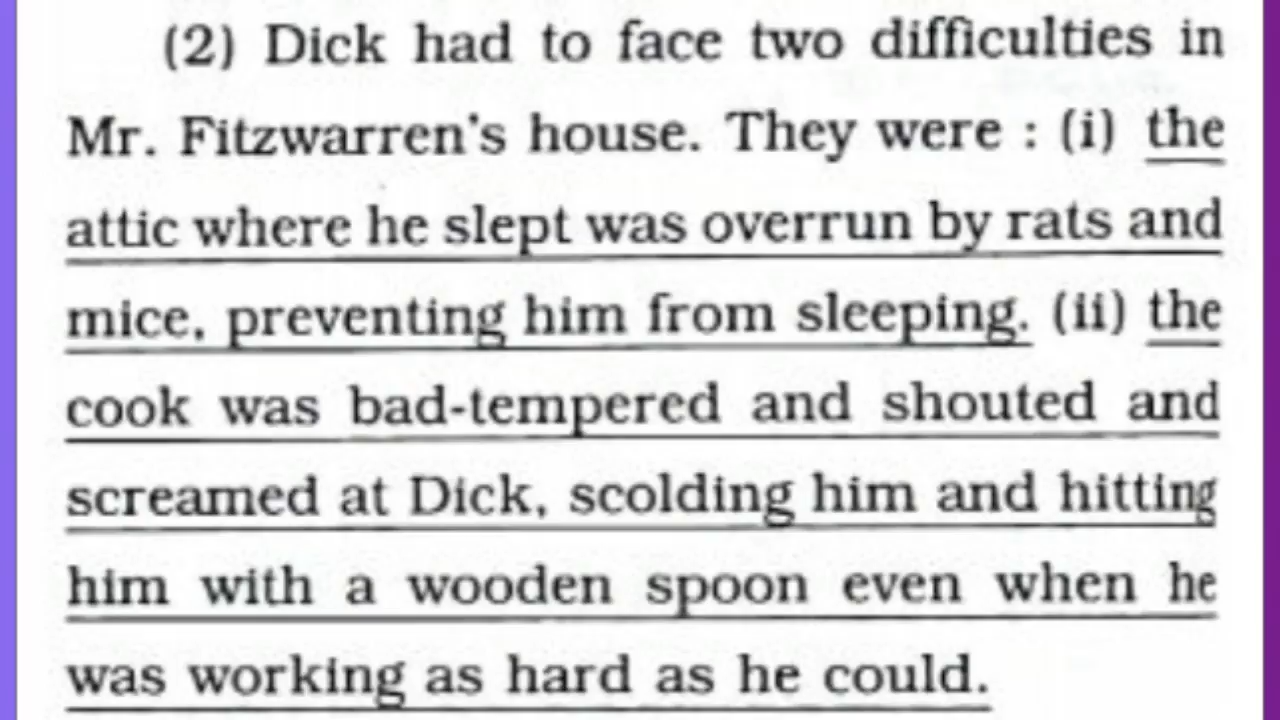 (2) Dick had to face two difficulties in
Mr. Fitzwarren's house. They were : (i) the
attic where he slept was overrun by rats and
mice, preventing him from sleeping. (ii) the
cook was bad-tempered and shouted and
screamed at Dick, scolding him and hitting
him with a wooden spoon even when he
was working as hard as he could.